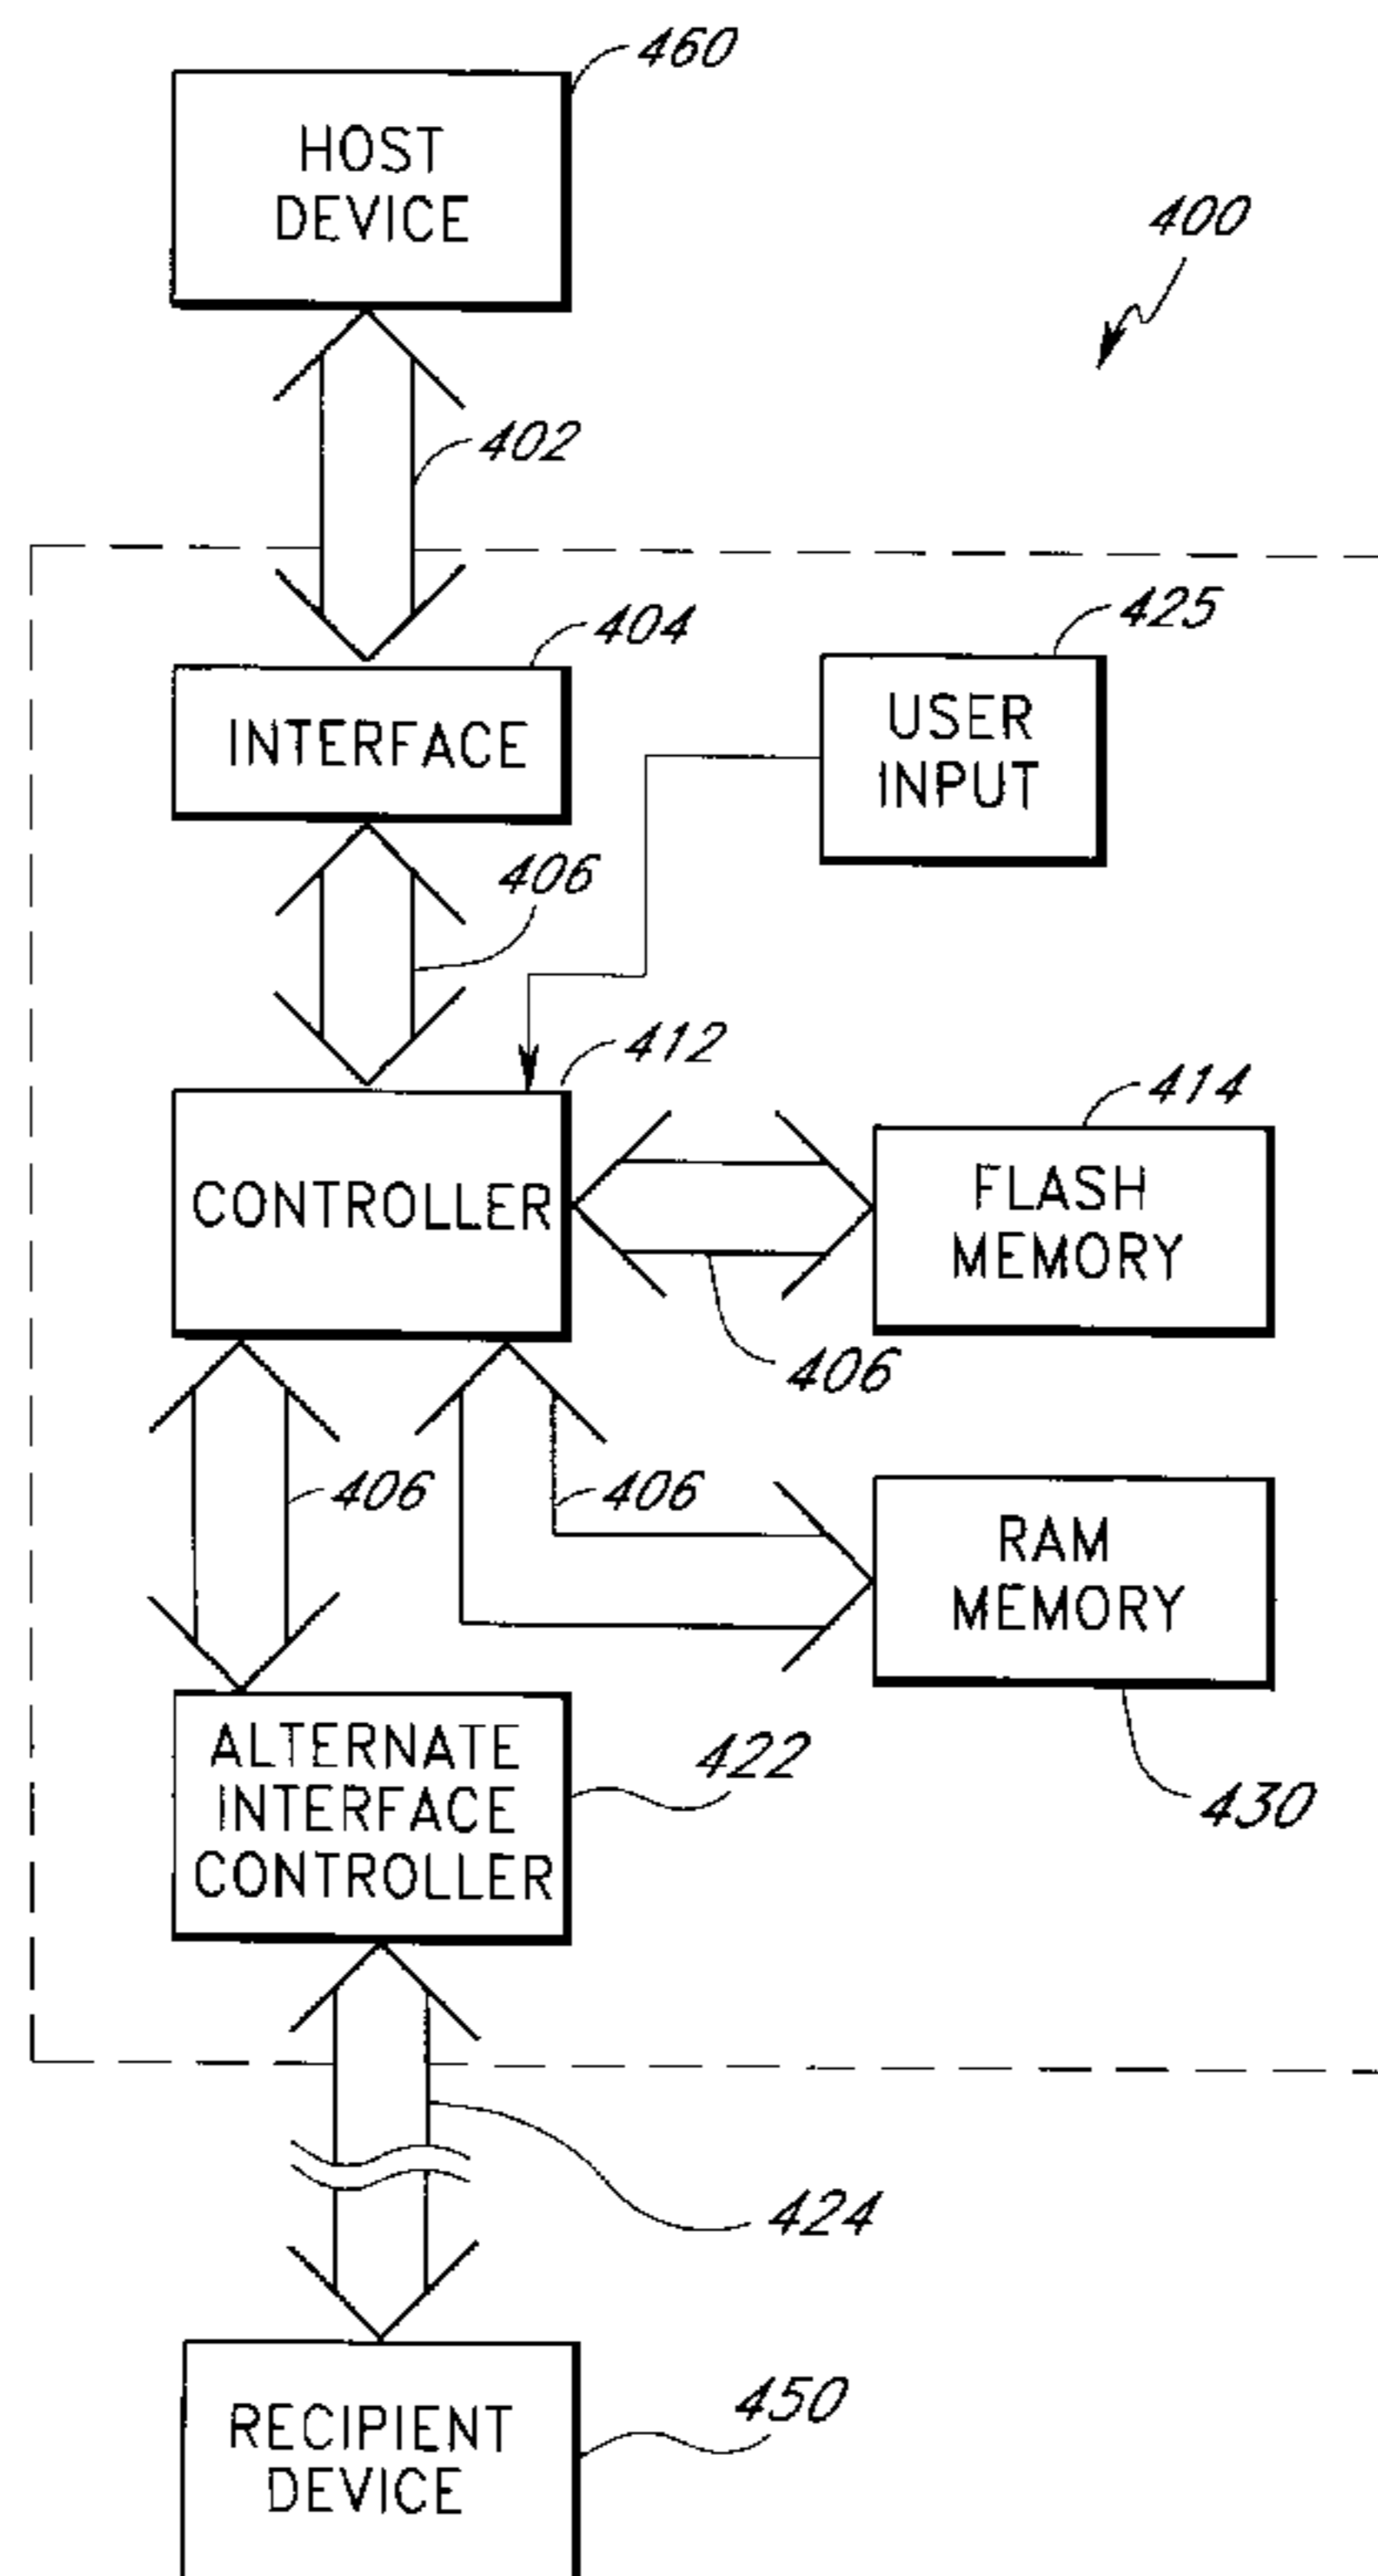 460
HOST
DEVICE
400
402
404
425
INTERFACE
USER
INPUT
406
412
414
CONTROLLER
FLASH
MEMORY
406
406
406
RAM
MEMORY
ALTERNATE
INTERFACE
CONTROLLER
422
430
424
450
RECIPIENT
DEVICE